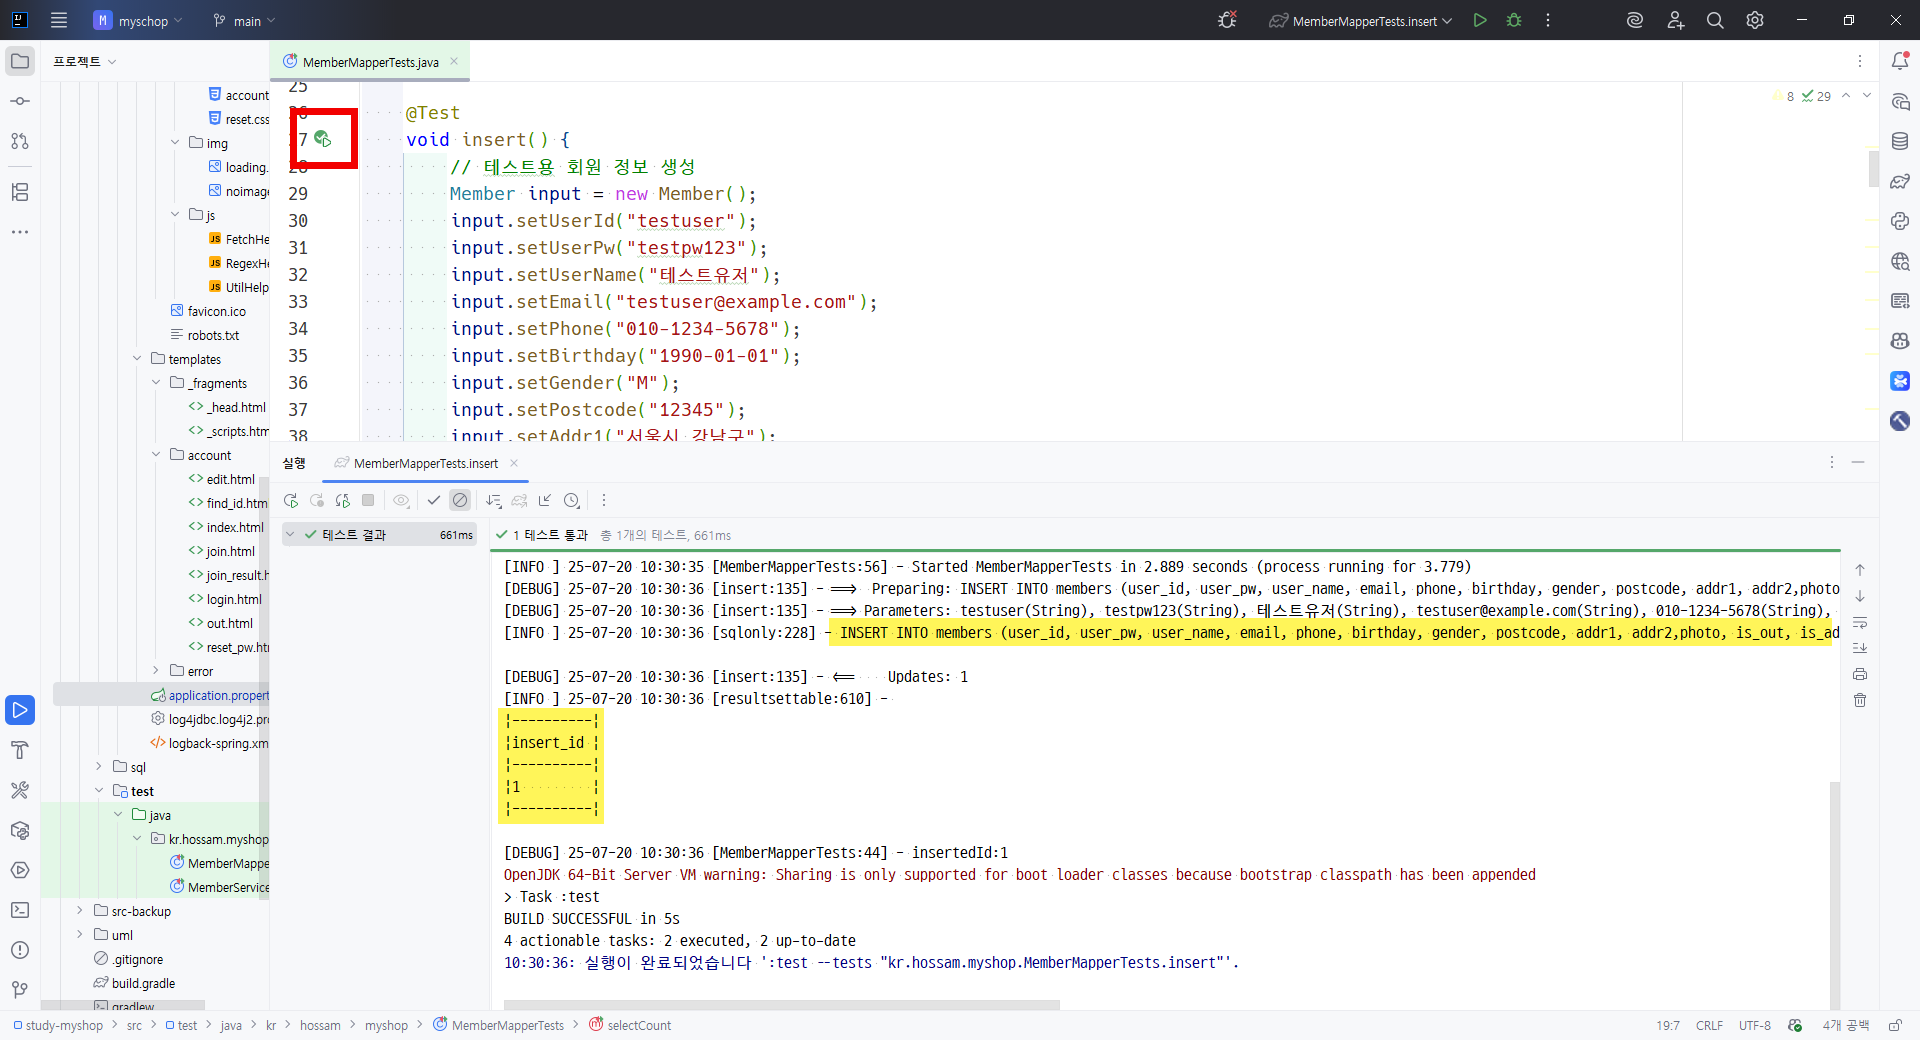 M myschop
main
MemberMapperTests.insert
프로젝트
MemberMapperTests.java
account
reset.css
img
loading.
noimage
js
JS FetchHe
JS RegexHe
JS UtilHelp
favicon.ico
robots.txt
templates
_fragments
_head.html
_scripts.htm
account
edit.html
find_id.htm
index.html
join.html
join_result.h
login.html
out.html
reset_pw.htm
error
application.propert
log4jdbc.log4j2.pro
logback-spring.xm
sql
test
java
kr.hossam.myshop
MemberMappe
MemberService
src-backup
uml
.gitignore
build.gradle
gradlew
8 29
25
26 @Test
27 void insert() {
28 // 테스트용 회원 정보 생성
29 Member input = new Member();
30 input.setUserId("testuser");
31 input.setUserPw("testpw123");
32 input.setUserName("테스트유저");
33 input.setEmail("testuser@example.com");
34 input.setPhone("010-1234-5678");
35 input.setBirthday("1990-01-01");
36 input.setGender("M");
37 input.setPostcode("12345");
38 input.setAddr1("서울시 강남구");
실행 MemberMapperTests.insert
테스트 결과 661ms
1 테스트 통과 총 1개의 테스트, 661ms
[INFO ] 25-07-20 10:30:35 [MemberMapperTests:56] - Started MemberMapperTests in 2.889 seconds (process running for 3.779)
[DEBUG] 25-07-20 10:30:36 [insert:135] - ==> Preparing: INSERT INTO members (user_id, user_pw, user_name, email, phone, birthday, gender, postcode, addr1, addr2,photo
[DEBUG] 25-07-20 10:30:36 [insert:135] - ==> Parameters: testuser(String), testpw123(String), 테스트유저(String), testuser@example.com(String), 010-1234-5678(String),
[INFO ] 25-07-20 10:30:36 [sqlonly:228] - INSERT INTO members (user_id, user_pw, user_name, email, phone, birthday, gender, postcode, addr1, addr2,photo, is_out, is_ad
[DEBUG] 25-07-20 10:30:36 [insert:135] - <== Updates: 1
[INFO ] 25-07-20 10:30:36 [resultsettable:610] -
|----------|
|insert_id |
|----------|
|1 |
|----------|
[DEBUG] 25-07-20 10:30:36 [MemberMapperTests:44] - insertedId:1
OpenJDK 64-Bit Server VM warning: Sharing is only supported for boot loader classes because bootstrap classpath has been appended
> Task :test
BUILD SUCCESSFUL in 5s
4 actionable tasks: 2 executed, 2 up-to-date
10:30:36: 실행이 완료되었습니다 ':test --tests "kr.hossam.myshop.MemberMapperTests.insert"'.
study-myshop > src > test > java > kr > hossam > myshop > MemberMapperTests > selectCount
19:7 CRLF UTF-8 4개 공백